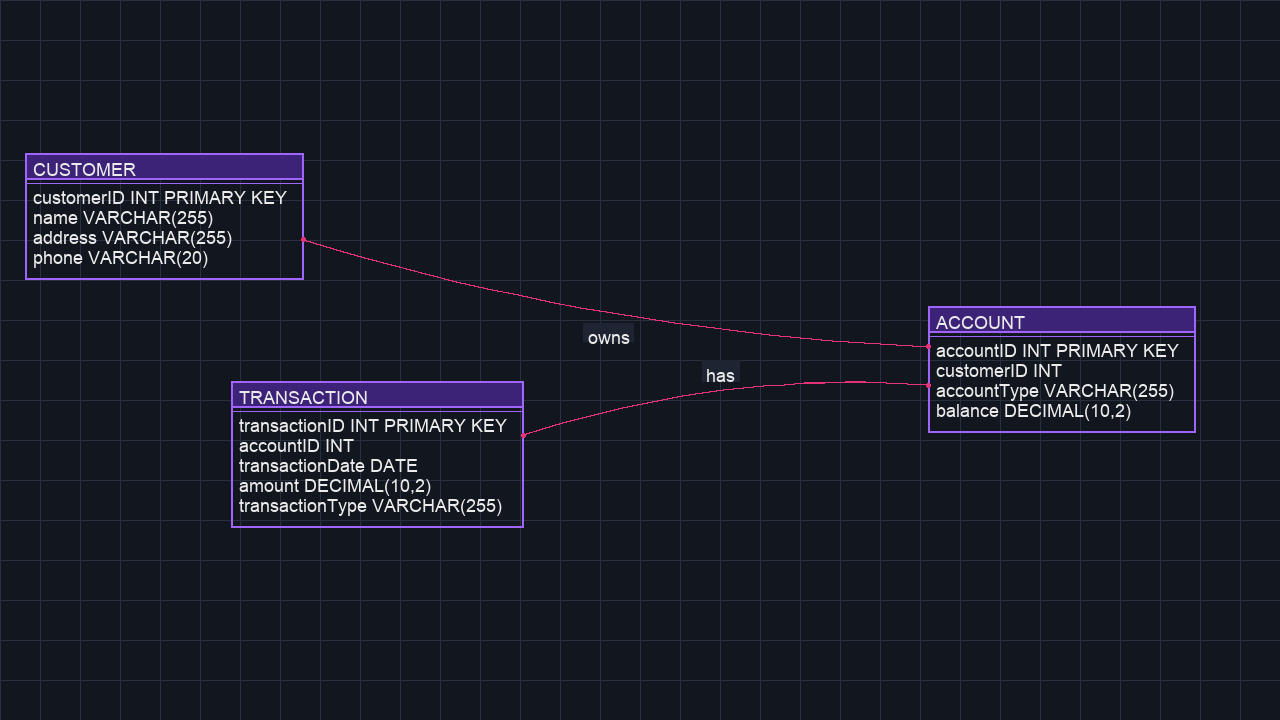 CUSTOMER
customerID INT PRIMARY KEY
name VARCHAR(255)
address VARCHAR(255)
phone VARCHAR(20)
owns
ACCOUNT
accountID INT PRIMARY KEY
customerID INT
accountType VARCHAR(255)
balance DECIMAL(10,2)
has
TRANSACTION
transactionID INT PRIMARY KEY
accountID INT
transactionDate DATE
amount DECIMAL(10,2)
transactionType VARCHAR(255)